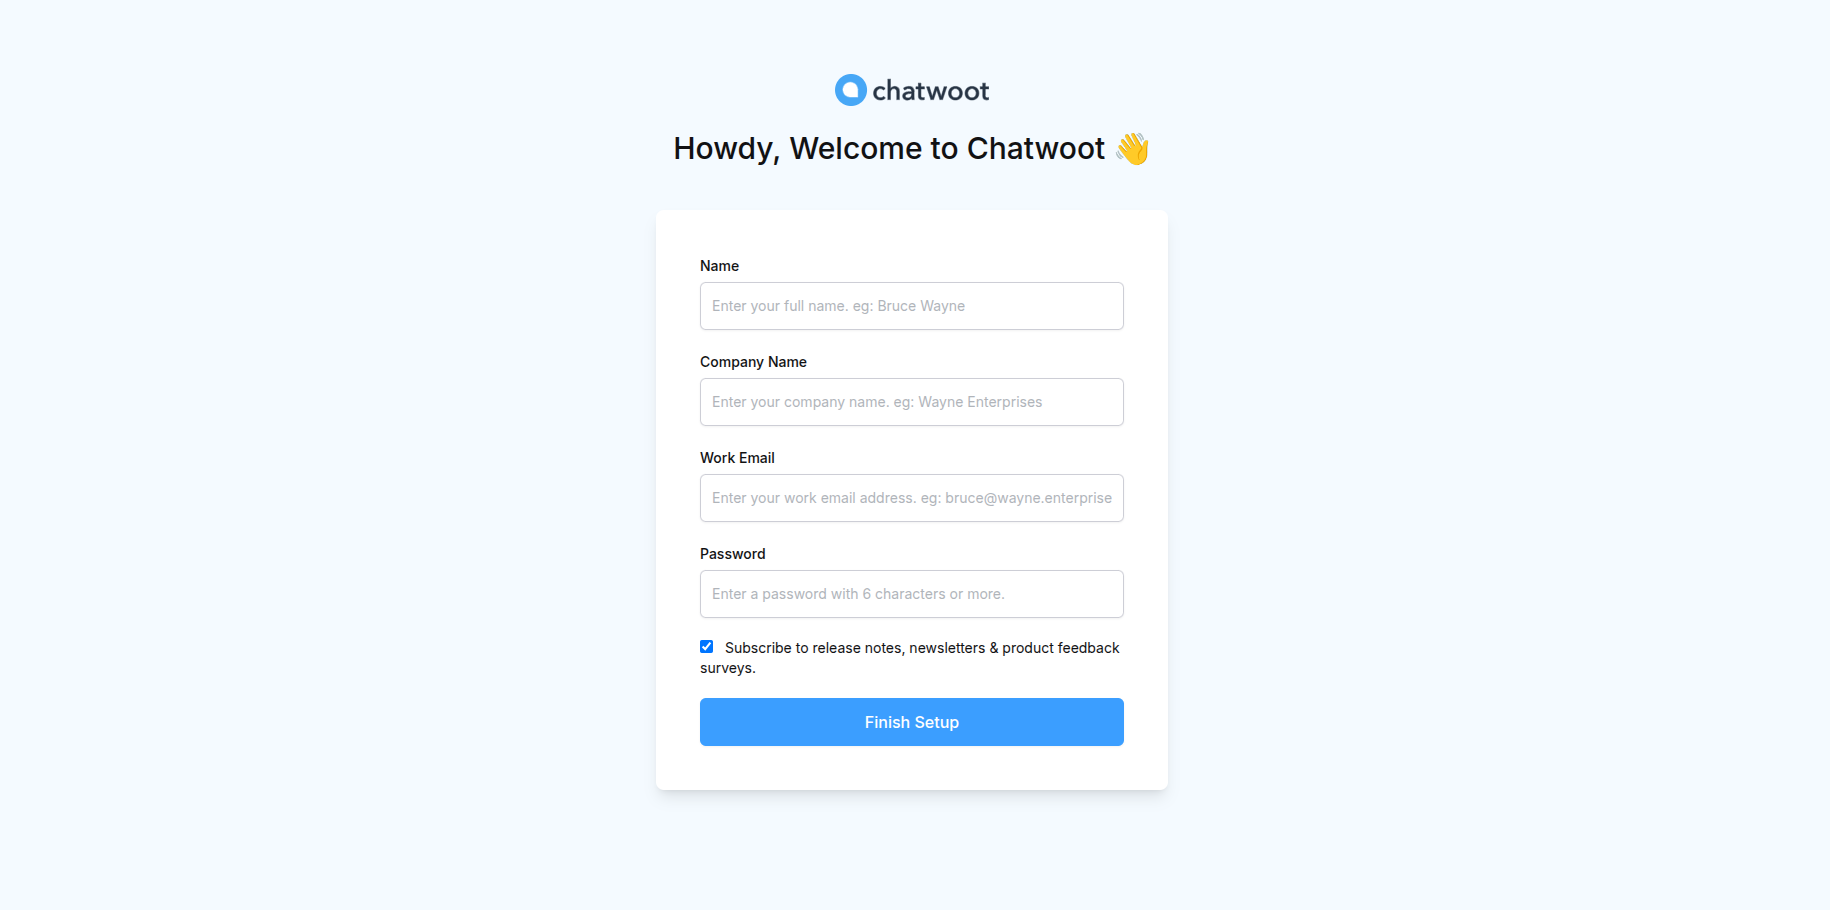 chatwoot
Howdy, Welcome to Chatwoot 👋
Name
Enter your full name. eg: Bruce Wayne
Company Name
Enter your company name. eg: Wayne Enterprises
Work Email
Enter your work email address. eg: bruce@wayne.enterprise
Password
Enter a password with 6 characters or more.
Subscribe to release notes, newsletters & product feedback
surveys.
Finish Setup